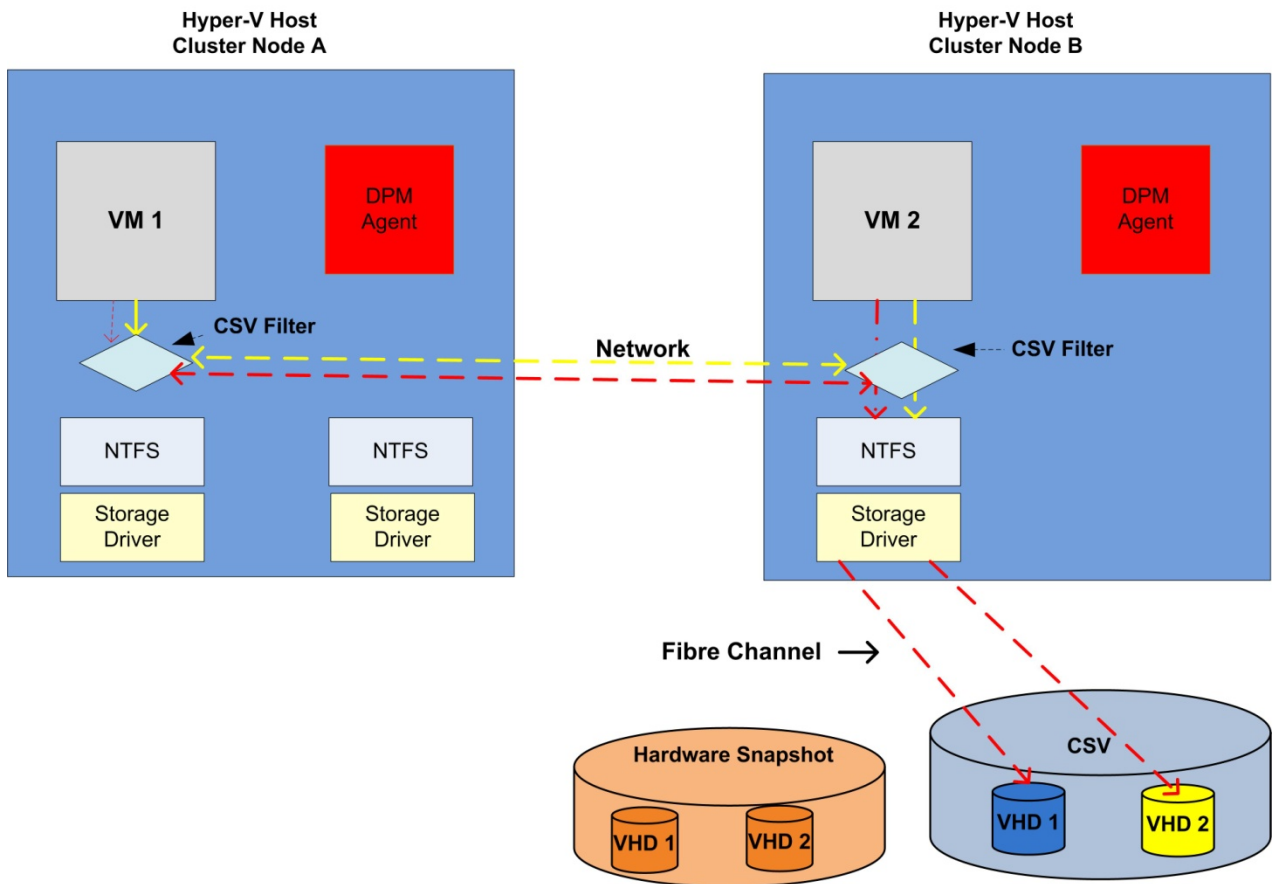 Hyper-V Host
Cluster Node A
Hyper-V Host
Cluster Node B
VM 1
DPM
Agent
VM 2
DPM
Agent
CSV Filter
Network
CSV Filter
NTFS
NTFS
NTFS
Storage
Driver
Storage
Driver
Storage
Driver
Fibre Channel
Hardware Snapshot
VHD 1
VHD 2
CSV
VHD 1
VHD 2